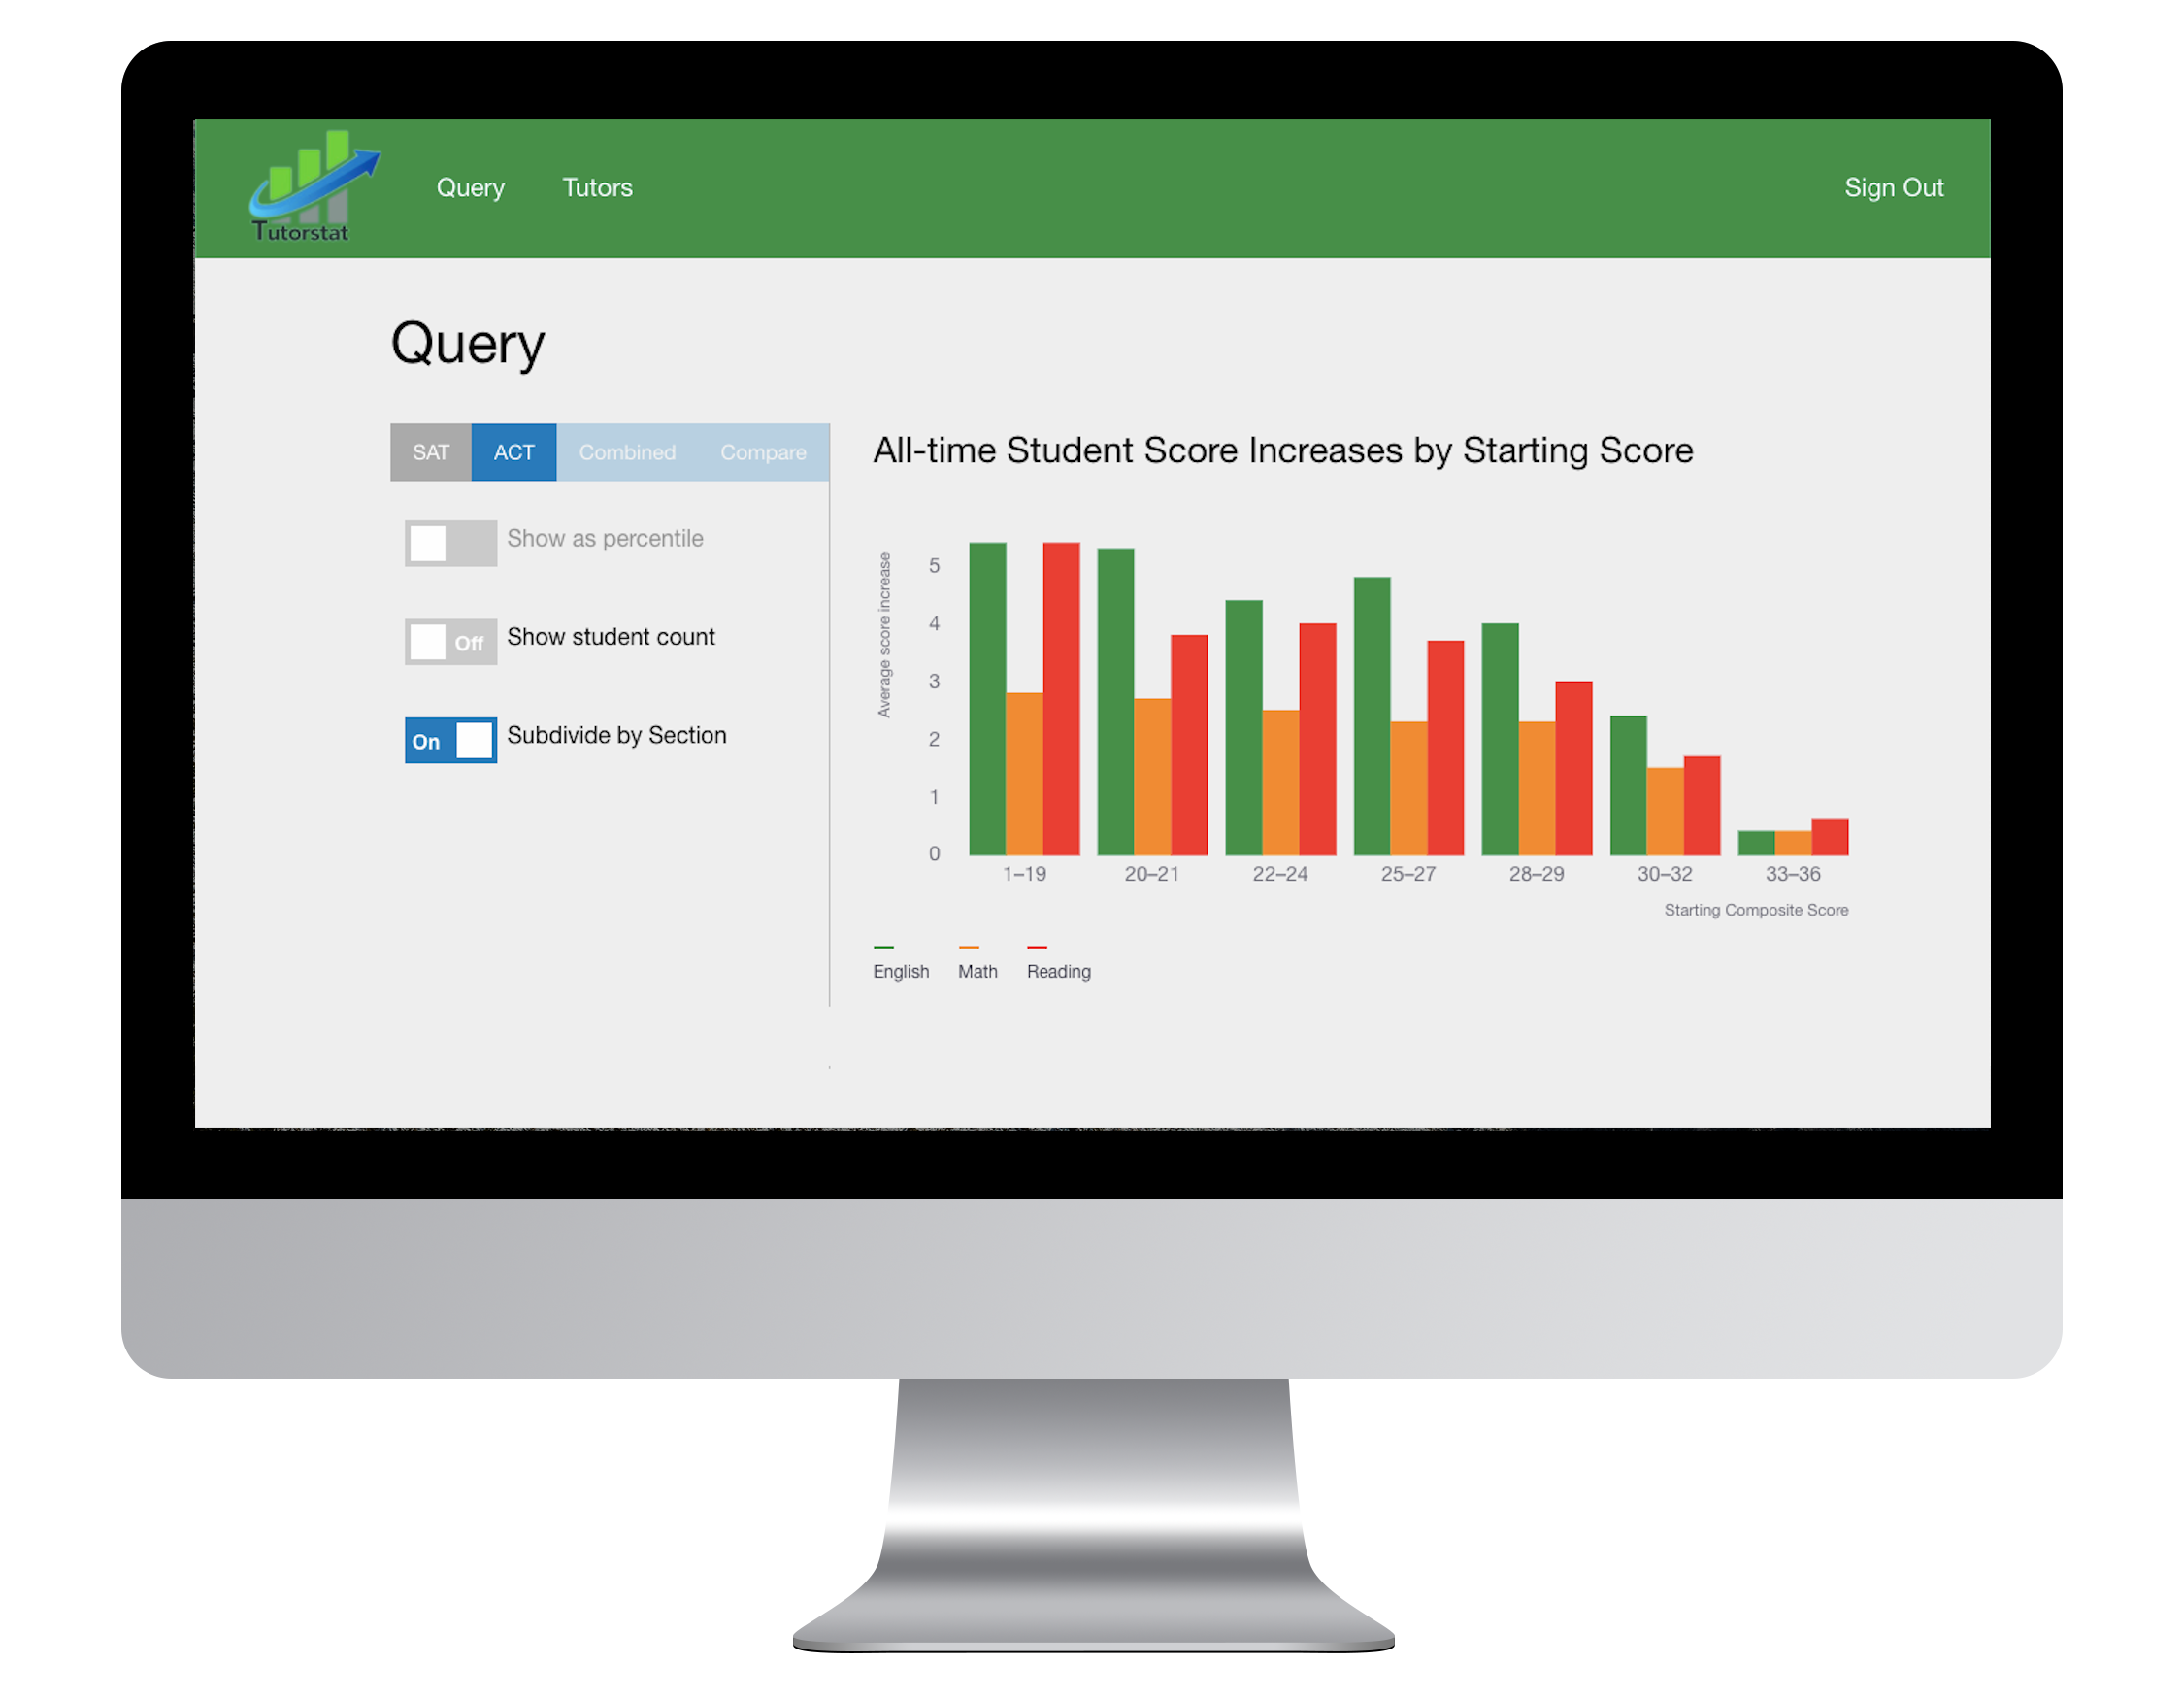 Tutorstat
Query
Tutors
Sign Out
Query
SAT
ACT
Combined
Compare
Show as percentile
Off
Show student count
On
Subdivide by Section
All-time Student Score Increases by Starting Score
Average score increase
5
4
3
2
1
0
1–19
20–21
22–24
25–27
28–29
30–32
33–36
Starting Composite Score
English
Math
Reading